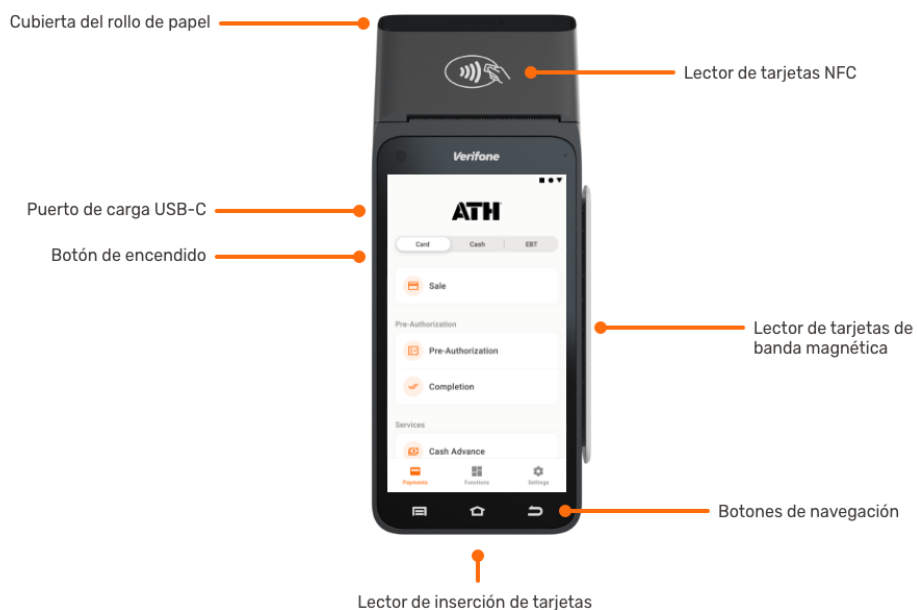 Cubierta del rollo de papel
Lector de tarjetas NFC
Verifone
Puerto de carga USB-C
ATH
Botón de encendido
Card Cash EBT
Sale
Pre-Authorization
Pre-Authorization
Lector de tarjetas de
banda magnética
Completion
Services
Cash Advance
Payments Functions Settings
Botones de navegación
Lector de inserción de tarjetas